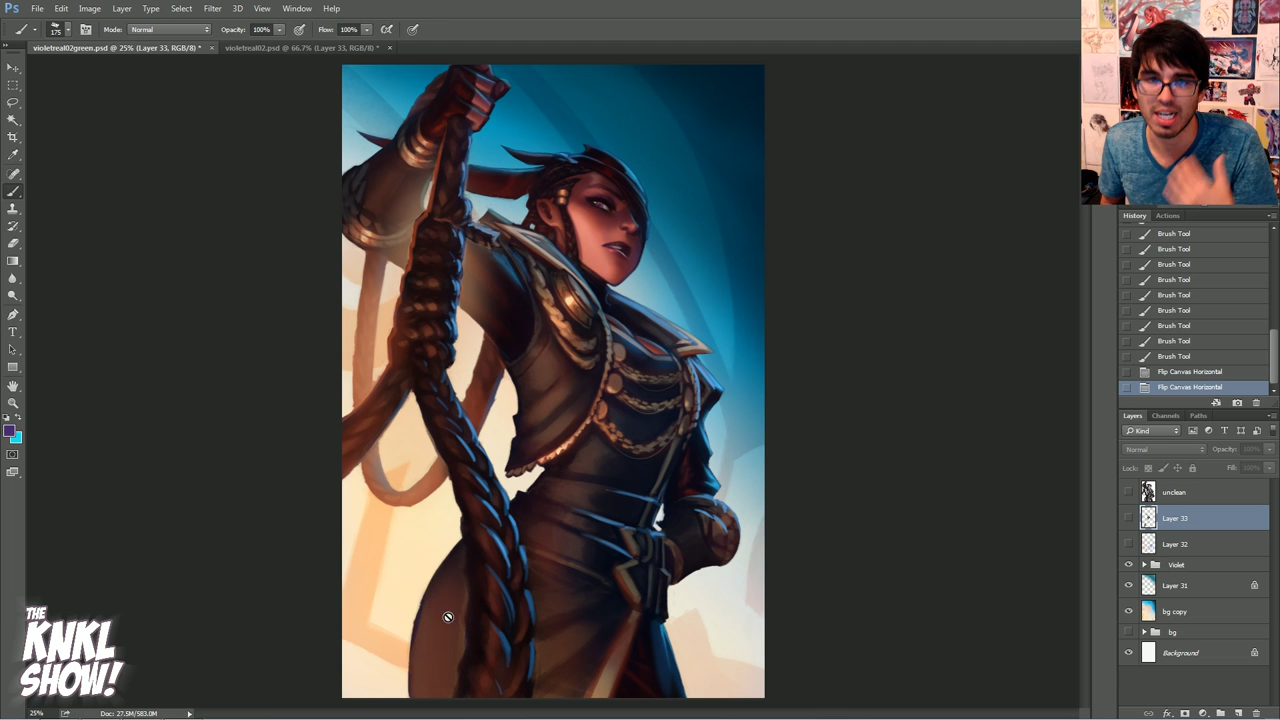 Ps File Edit Image Layer Type Select Filter 3D View Window Help
175 Mode: Normal Opacity: 100% Flow: 100%
violetreal02green.psd @ 25% (Layer 33, RGB/8) * × violetreal02.psd @ 66.7% (Layer 33, RGB/8) * ×
History Actions
Brush Tool
Brush Tool
Brush Tool
Brush Tool
Brush Tool
Brush Tool
Brush Tool
Brush Tool
Brush Tool
Flip Canvas Horizontal
Flip Canvas Horizontal
Layers Channels Paths
Kind
Normal Opacity: 100%
Lock: Fill: 100%
unclean
Layer 33
Layer 32
Violet
Layer 31
bg copy
bg
Background
THE
KNKL
SHOW!
25% Doc: 27.5M/583.0M